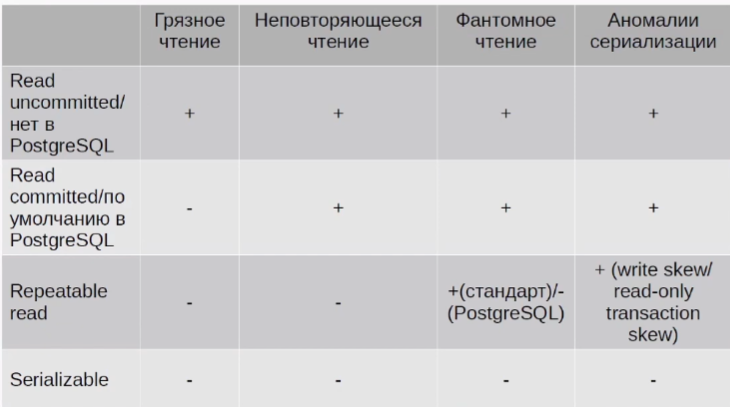 Грязное
чтение
Неповторяющееся
чтение
Фантомное
чтение
Аномалии
сериализации
Read
uncommitted/
нет в
PostgreSQL
+
+
+
+
Read
committed/по
умолчанию в
PostgreSQL
-
+
+
+
Repeatable
read
-
-
+(стандарт)/-
(PostgreSQL)
+ (write skew/
read-only
transaction
skew)
Serializable
-
-
-
-